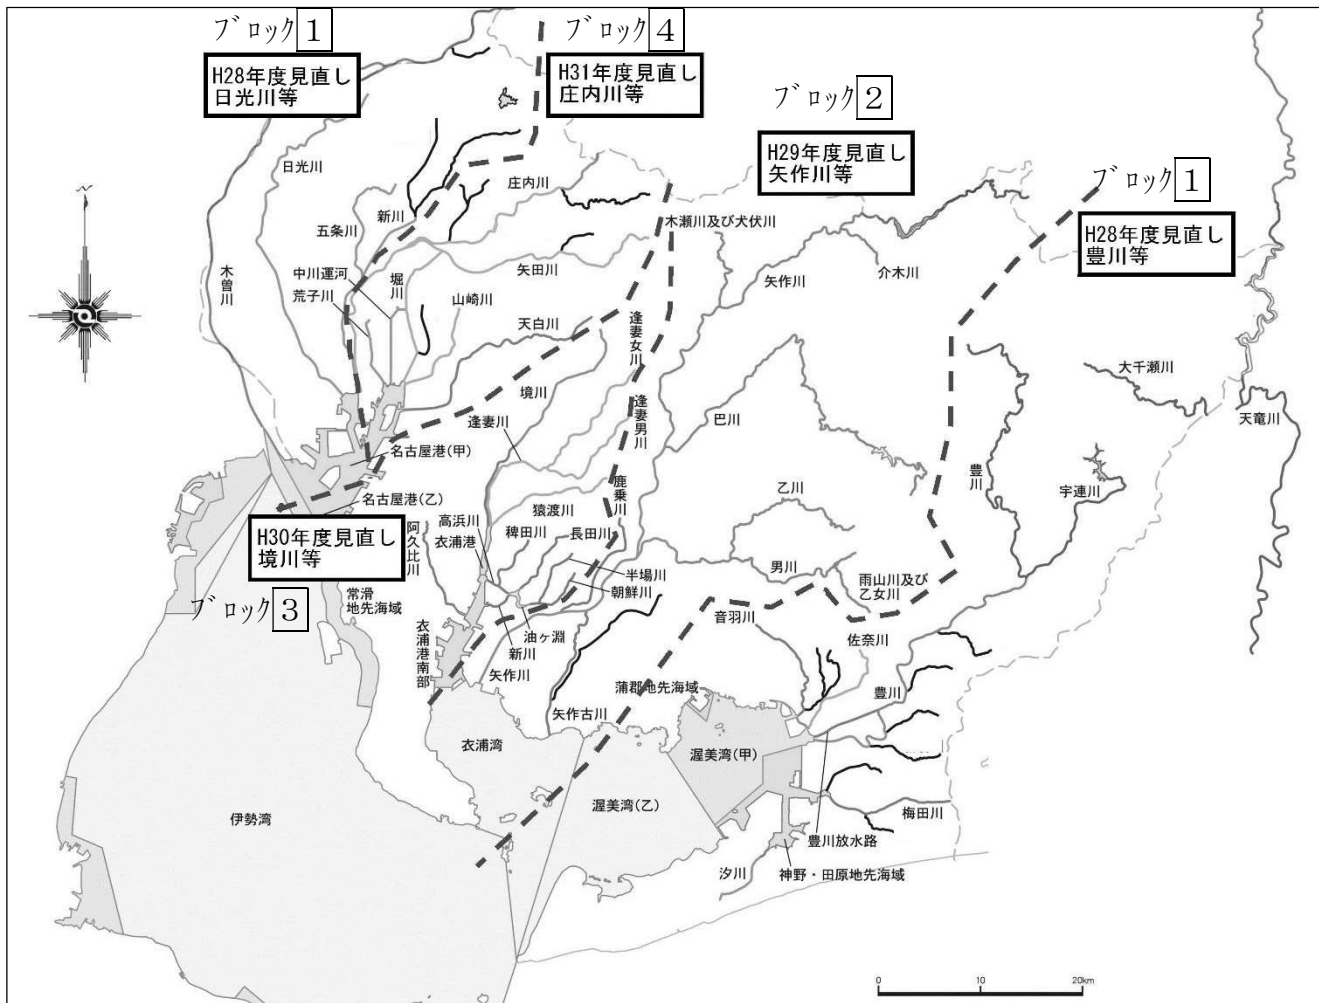 ブロック1
H28年度見直し
日光川等
ブロック4
H31年度見直し
庄内川等
ブロック2
H29年度見直し
矢作川等
ブロック1
H28年度見直し
豊川等
日光川
庄内川
新川
五条川
木曽川
中川運河
荒子川
堀川
矢田川
山崎川
天白川
木瀬川及び犬伏川
矢作川
介木川
逢妻女川
境川
逢妻川
逢妻男川
巴川
大千瀬川
天竜川
豊川
宇連川
名古屋港(甲)
名古屋港(乙)
H30年度見直し
境川等
ブロック3
常滑
地先海域
阿久比川
高浜川
衣浦港
猿渡川
稗田川
長田川
鹿乗川
半場川
朝鮮川
油ヶ淵
新川
矢作川
衣浦港南部
乙川
男川
雨山川及び
乙女川
音羽川
佐奈川
豊川
蒲郡地先海域
矢作古川
衣浦湾
渥美湾(甲)
渥美湾(乙)
伊勢湾
梅田川
豊川放水路
汐川
神野・田原地先海域
0
10
20km